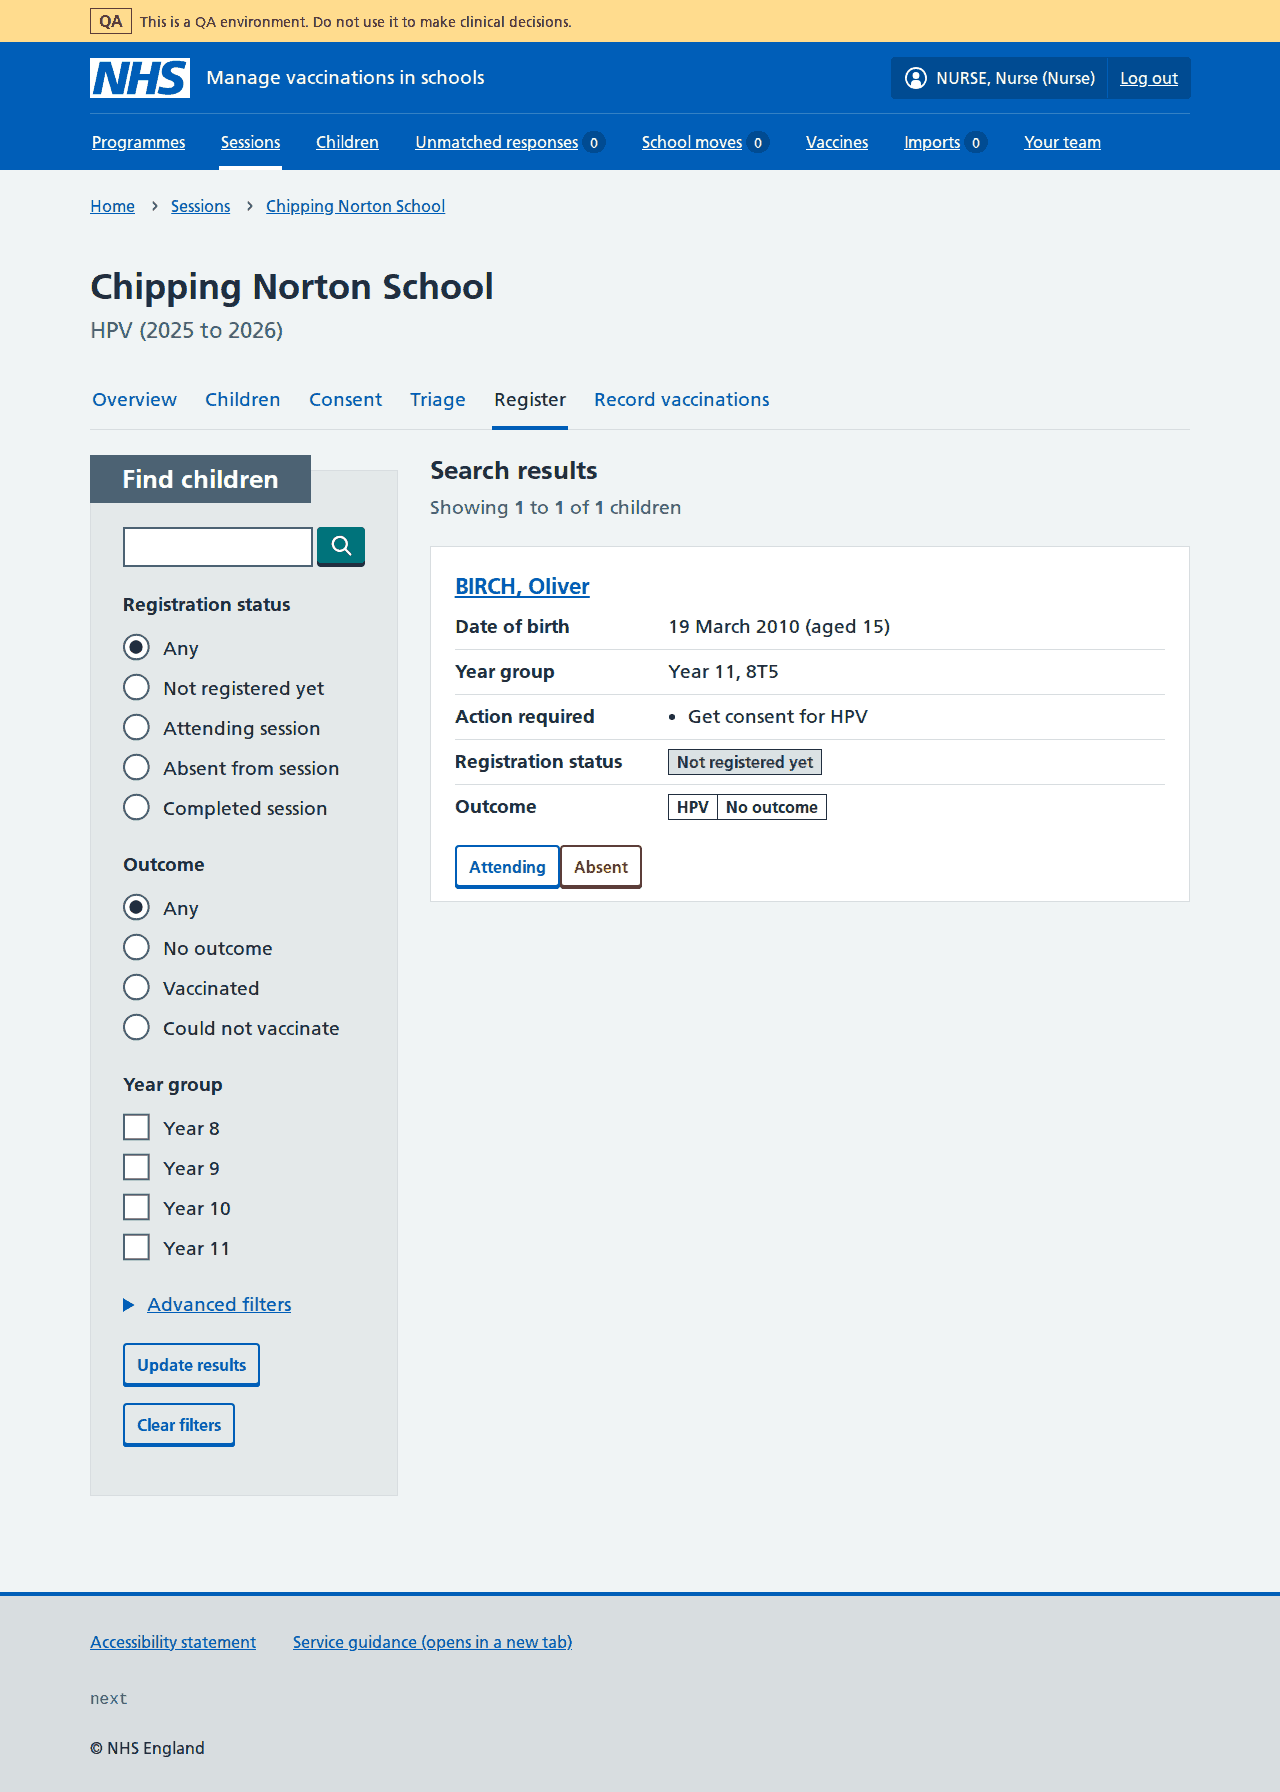 QA This is a QA environment. Do not use it to make clinical decisions.
NHS Manage vaccinations in schools NURSE, Nurse (Nurse) Log out
Programmes Sessions Children Unmatched responses 0 School moves 0 Vaccines Imports 0 Your team
Home Sessions Chipping Norton School
Chipping Norton School
HPV (2025 to 2026)
Overview Children Consent Triage Register Record vaccinations
Find children
Registration status
Any
Not registered yet
Attending session
Absent from session
Completed session
Outcome
Any
No outcome
Vaccinated
Could not vaccinate
Year group
Year 8
Year 9
Year 10
Year 11
Advanced filters
Update results
Clear filters
Search results
Showing 1 to 1 of 1 children
BIRCH, Oliver
Date of birth 19 March 2010 (aged 15)
Year group Year 11, 8T5
Action required • Get consent for HPV
Registration status Not registered yet
Outcome HPV No outcome
Attending Absent
Accessibility statement Service guidance (opens in a new tab)
next
© NHS England